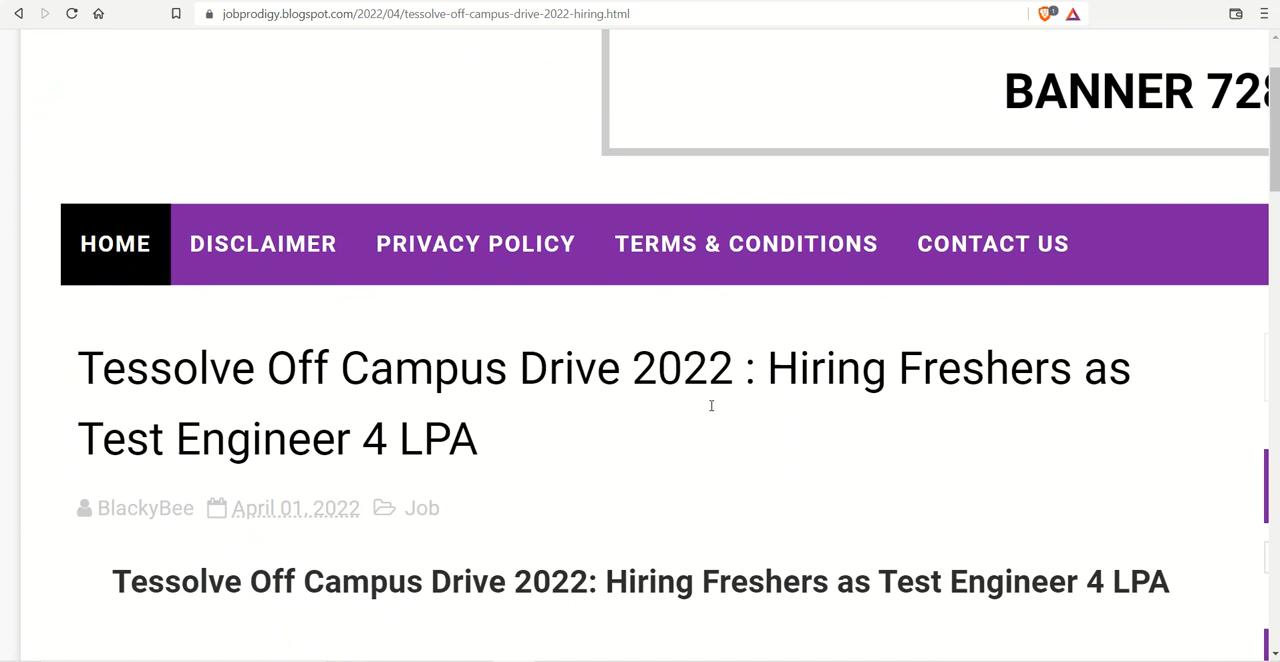 jobprodigy.blogspot.com/2022/04/tessolve-off-campus-drive-2022-hiring.html
1
BANNER 728
HOME DISCLAIMER PRIVACY POLICY TERMS & CONDITIONS CONTACT US
Tessolve Off Campus Drive 2022 : Hiring Freshers as
Test Engineer 4 LPA
BlackyBee April 01, 2022 Job
Tessolve Off Campus Drive 2022: Hiring Freshers as Test Engineer 4 LPA